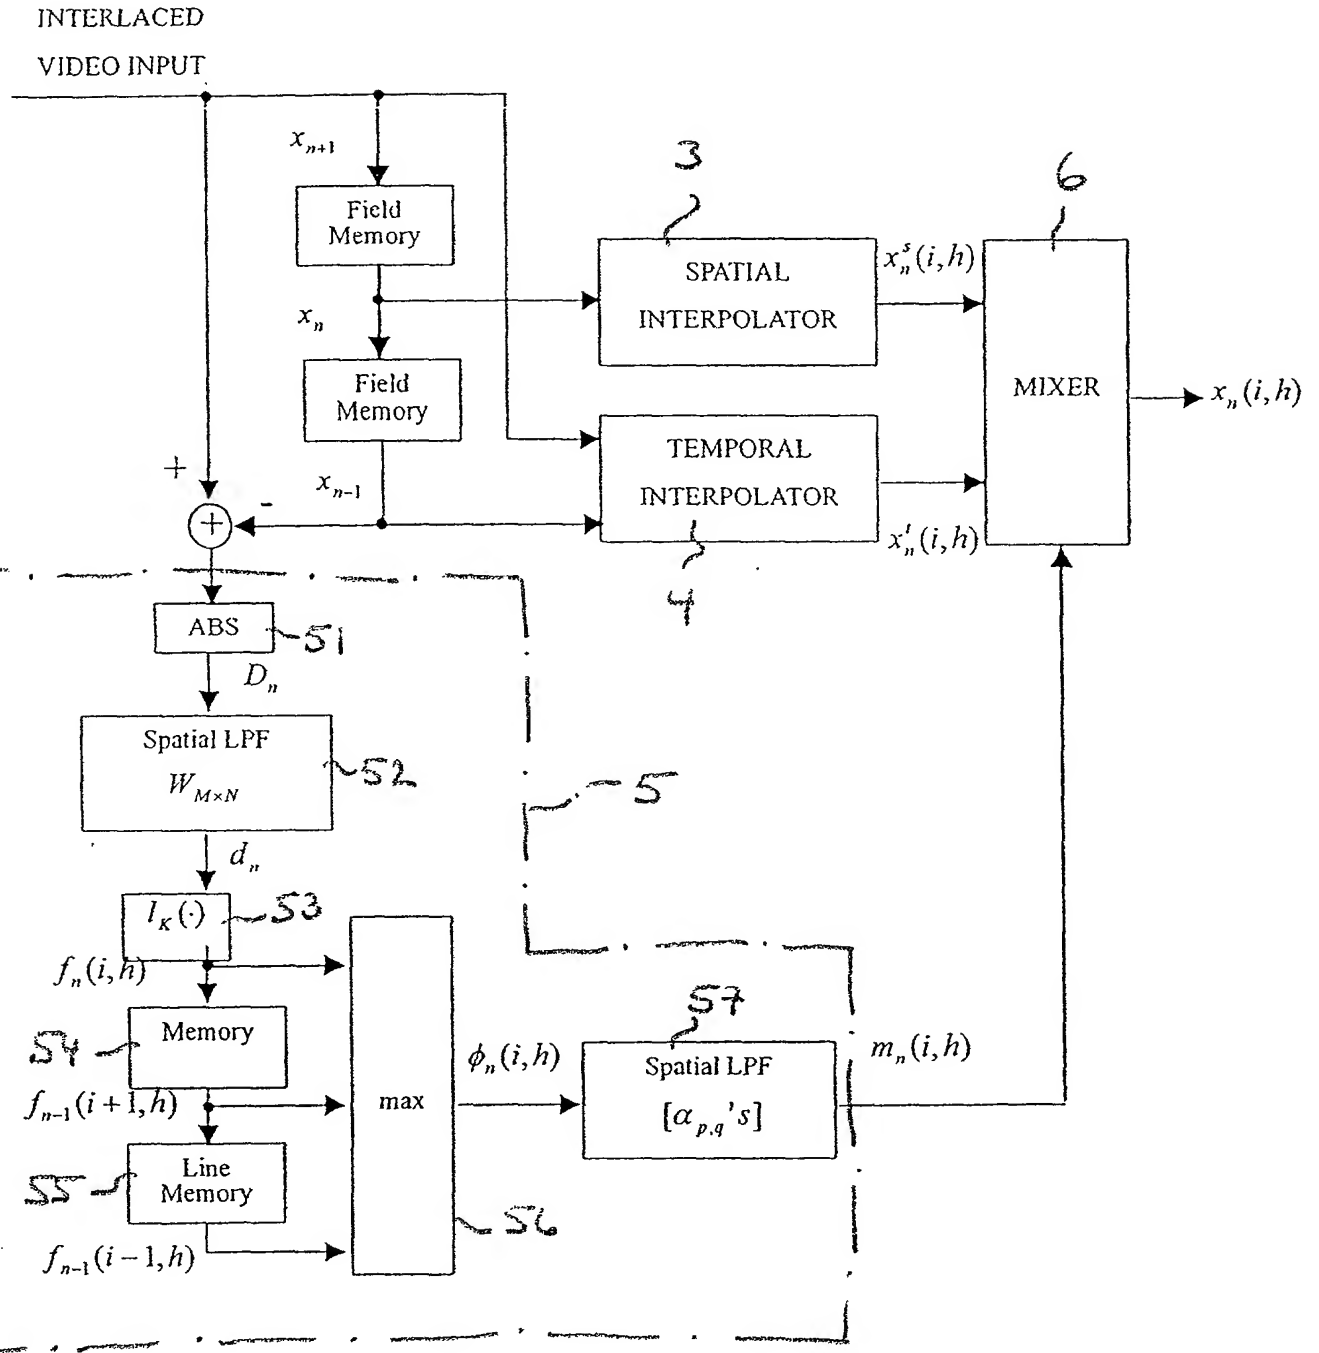 INTERLACED
VIDEO INPUT
x_{n+1}
Field
Memory
x_n
Field
Memory
x_{n-1}
+
-
+
3
SPATIAL
INTERPOLATOR
x_n^s(i,h)
6
MIXER
x_n(i,h)
TEMPORAL
INTERPOLATOR
x_n^t(i,h)
4
ABS
51
D_n
Spatial LPF
W_{M×N}
52
5
d_n
l_K(·)
53
f_n(i,h)
Memory
54
f_{n-1}(i+1,h)
Line
Memory
55
f_{n-1}(i-1,h)
max
56
ϕ_n(i,h)
57
Spatial LPF
[α_{p,q}'s]
m_n(i,h)